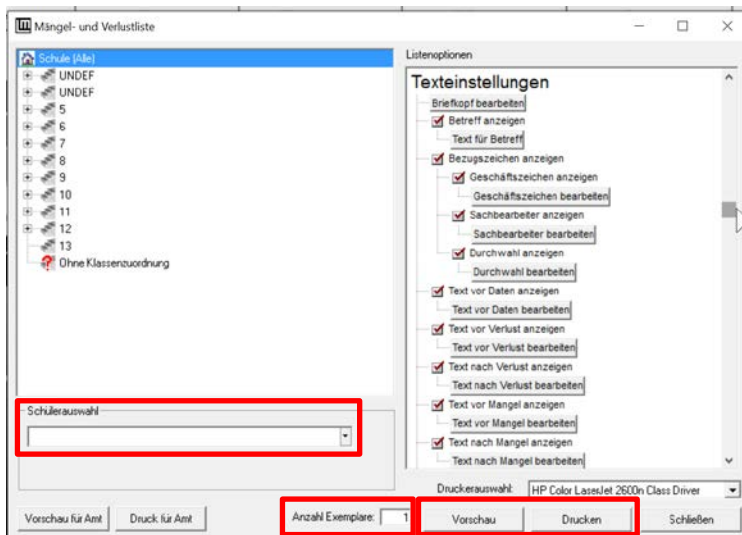 Mängel- und Verlustliste
Schule (Alle)
UNDEF
UNDEF
5
6
7
8
9
10
11
12
13
Ohne Klassenzuordnung
Schülerauswahl
Listenoptionen
Texteinstellungen
Briefkopf bearbeiten
Betreff anzeigen
Text für Betreff
Bezugszeichen anzeigen
Geschäftszeichen anzeigen
Geschäftszeichen bearbeiten
Sachbearbeiter anzeigen
Sachbearbeiter bearbeiten
Durchwahl anzeigen
Durchwahl bearbeiten
Text vor Daten anzeigen
Text vor Daten bearbeiten
Text vor Verlust anzeigen
Text vor Verlust bearbeiten
Text nach Verlust anzeigen
Text nach Verlust bearbeiten
Text vor Mangel anzeigen
Text vor Mangel bearbeiten
Text nach Mangel anzeigen
Text nach Mangel bearbeiten
Druckerauswahl: HP Color LaserJet 2600n Class Driver
Vorschau für Amt Druck für Amt Anzahl Exemplare: 1 Vorschau Drucken Schließen